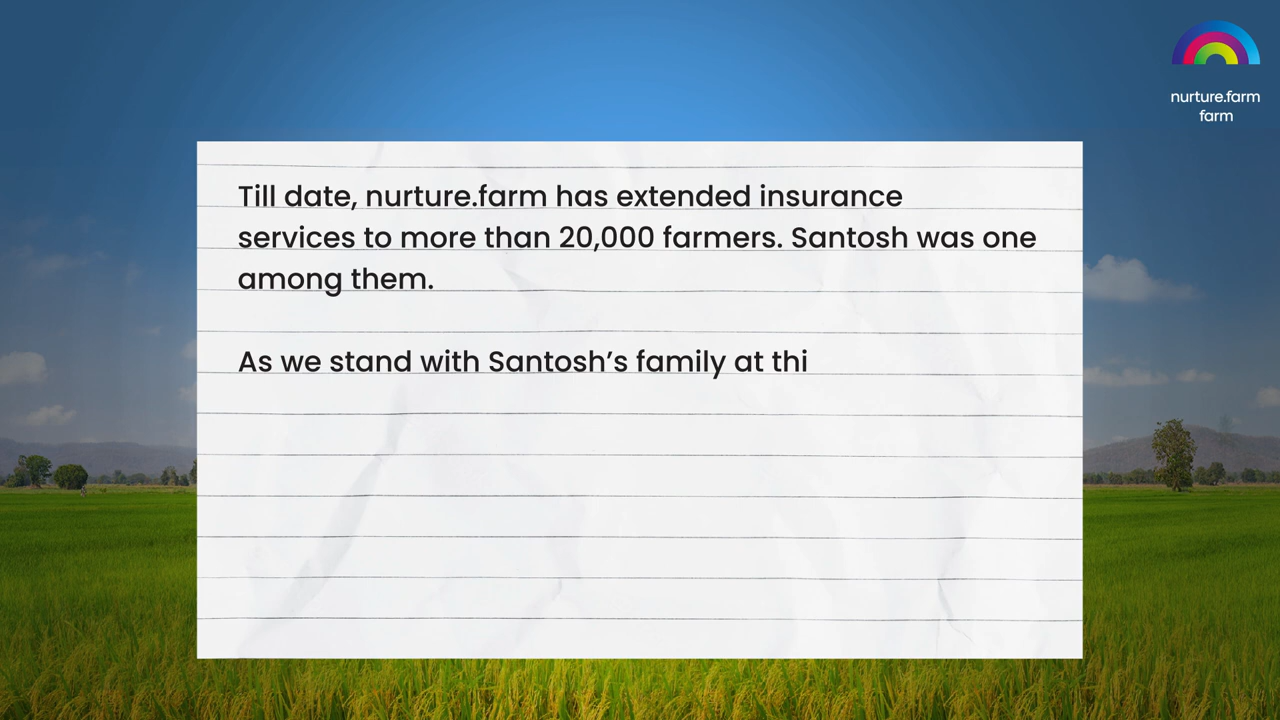 nurture.farm
farm
Till date, nurture.farm has extended insurance
services to more than 20,000 farmers. Santosh was one
among them.
As we stand with Santosh’s family at thi